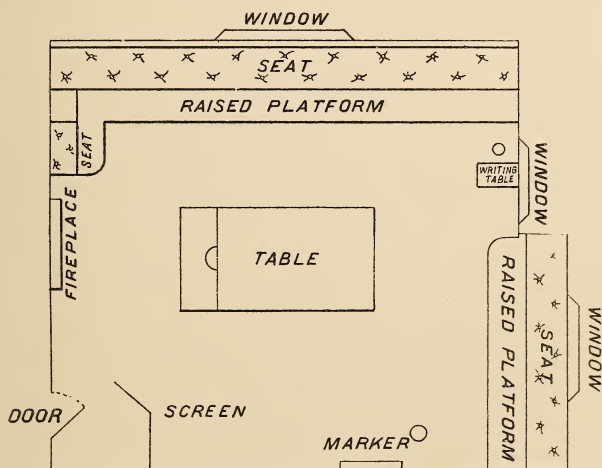 WINDOW
SEAT
RAISED PLATFORM
SEAT
WRITING
TABLE
WINDOW
FIREPLACE
TABLE
RAISED PLATFORM
SEAT
WINDOW
DOOR
SCREEN
MARKER